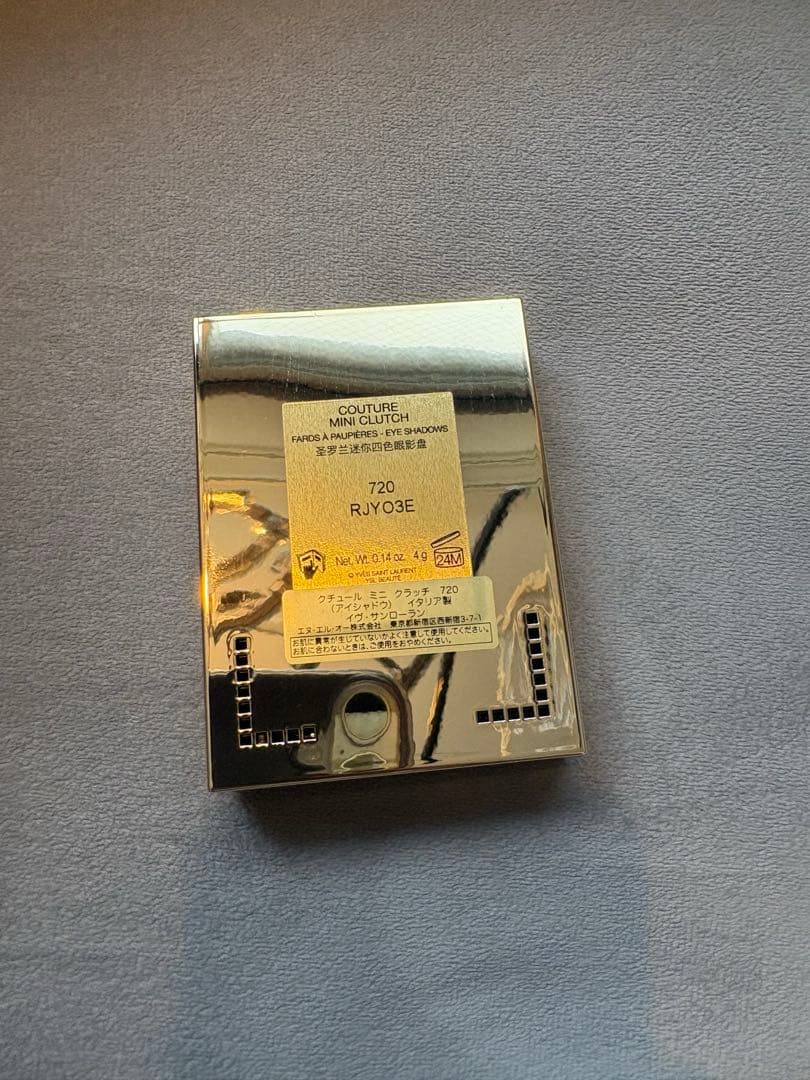 COUTURE
MINI CLUTCH
FARDS À PAUPIÈRES - EYE SHADOWS
圣罗兰迷你四色眼影盘
720
RJYO3E
Net. Wt. 0.14 oz. 4 g 24M
© YVES SAINT LAURENT
YSL BEAUTÉ
クチュール ミニ クラッチ 720
(アイシャドウ) イタリア製
イヴ・サンローラン
エヌ・エル・オー株式会社 東京都新宿区西新宿3-7-1
お肌に異常が生じていないかよく注意して使用してください。
お肌に合わないときは、ご使用をおやめください。